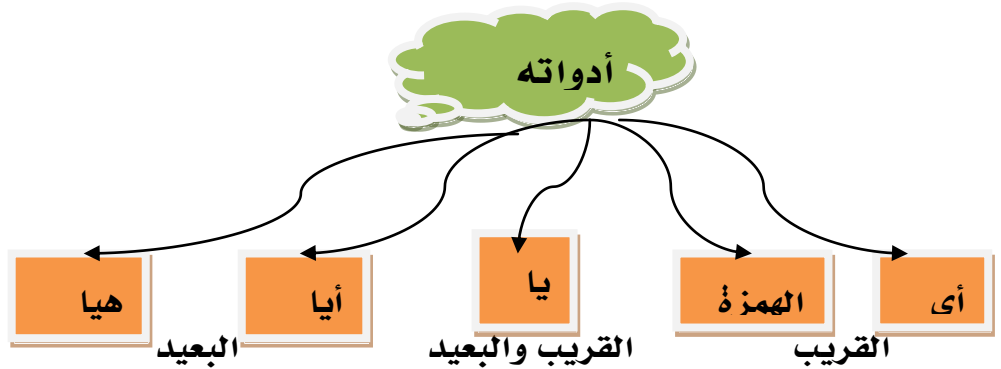 أدواته
أى
الهمزة
يا
أيا
هيا
القريب
القريب والبعيد
البعيد